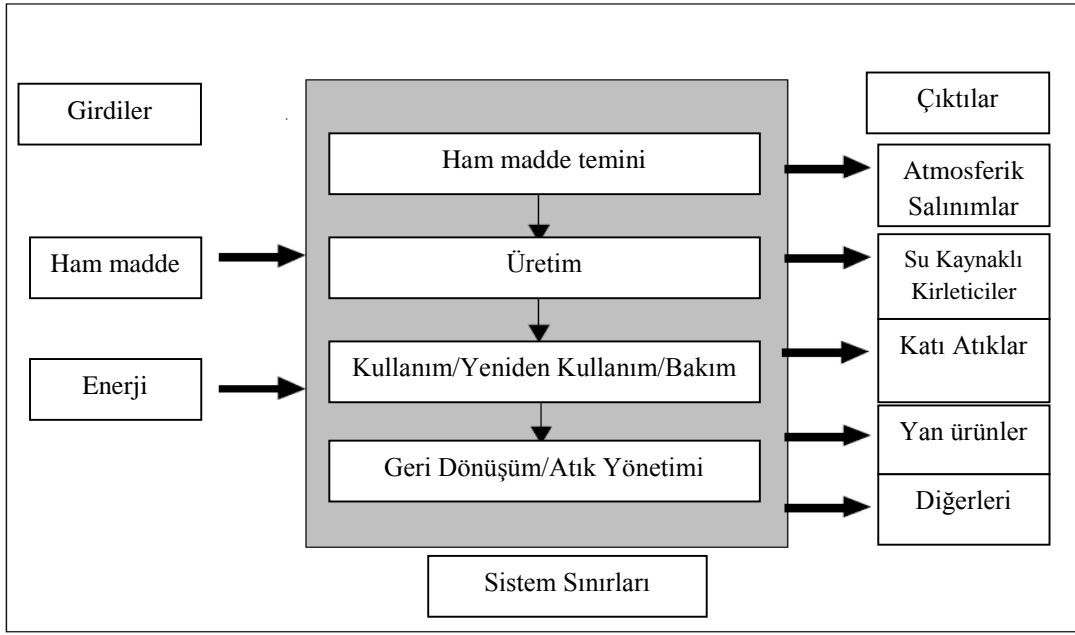 Girdiler
Ham madde
Enerji
Ham madde temini
Üretim
Kullanım/Yeniden Kullanım/Bakım
Geri Dönüşüm/Atık Yönetimi
Sistem Sınırları
Çıktılar
Atmosferik
Salınımlar
Su Kaynaklı
Kirleticiler
Katı Atıklar
Yan ürünler
Diğerleri